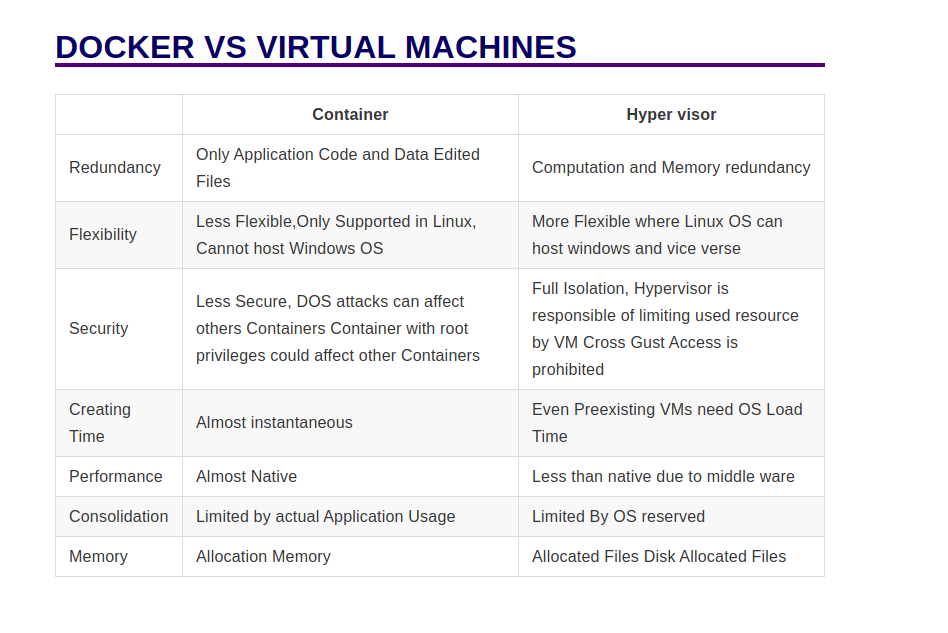 DOCKER VS VIRTUAL MACHINES
Container
Hyper visor
Redundancy
Only Application Code and Data Edited
Files
Computation and Memory redundancy
Flexibility
Less Flexible,Only Supported in Linux,
Cannot host Windows OS
More Flexible where Linux OS can
host windows and vice verse
Security
Less Secure, DOS attacks can affect
others Containers Container with root
privileges could affect other Containers
Full Isolation, Hypervisor is
responsible of limiting used resource
by VM Cross Gust Access is
prohibited
Creating
Time
Almost instantaneous
Even Preexisting VMs need OS Load
Time
Performance
Almost Native
Less than native due to middle ware
Consolidation
Limited by actual Application Usage
Limited By OS reserved
Memory
Allocation Memory
Allocated Files Disk Allocated Files